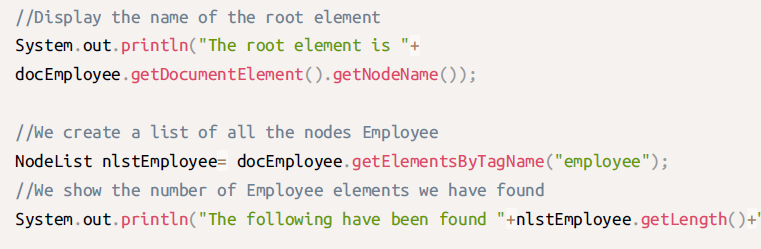 //Display the name of the root element
System.out.println("The root element is "+
docEmployee.getDocumentElement().getNodeName());
//We create a list of all the nodes Employee
NodeList nlstEmployee= docEmployee.getElementsByTagName("employee");
//We show the number of Employee elements we have found
System.out.println("The following have been found "+nlstEmployee.getLength()+"